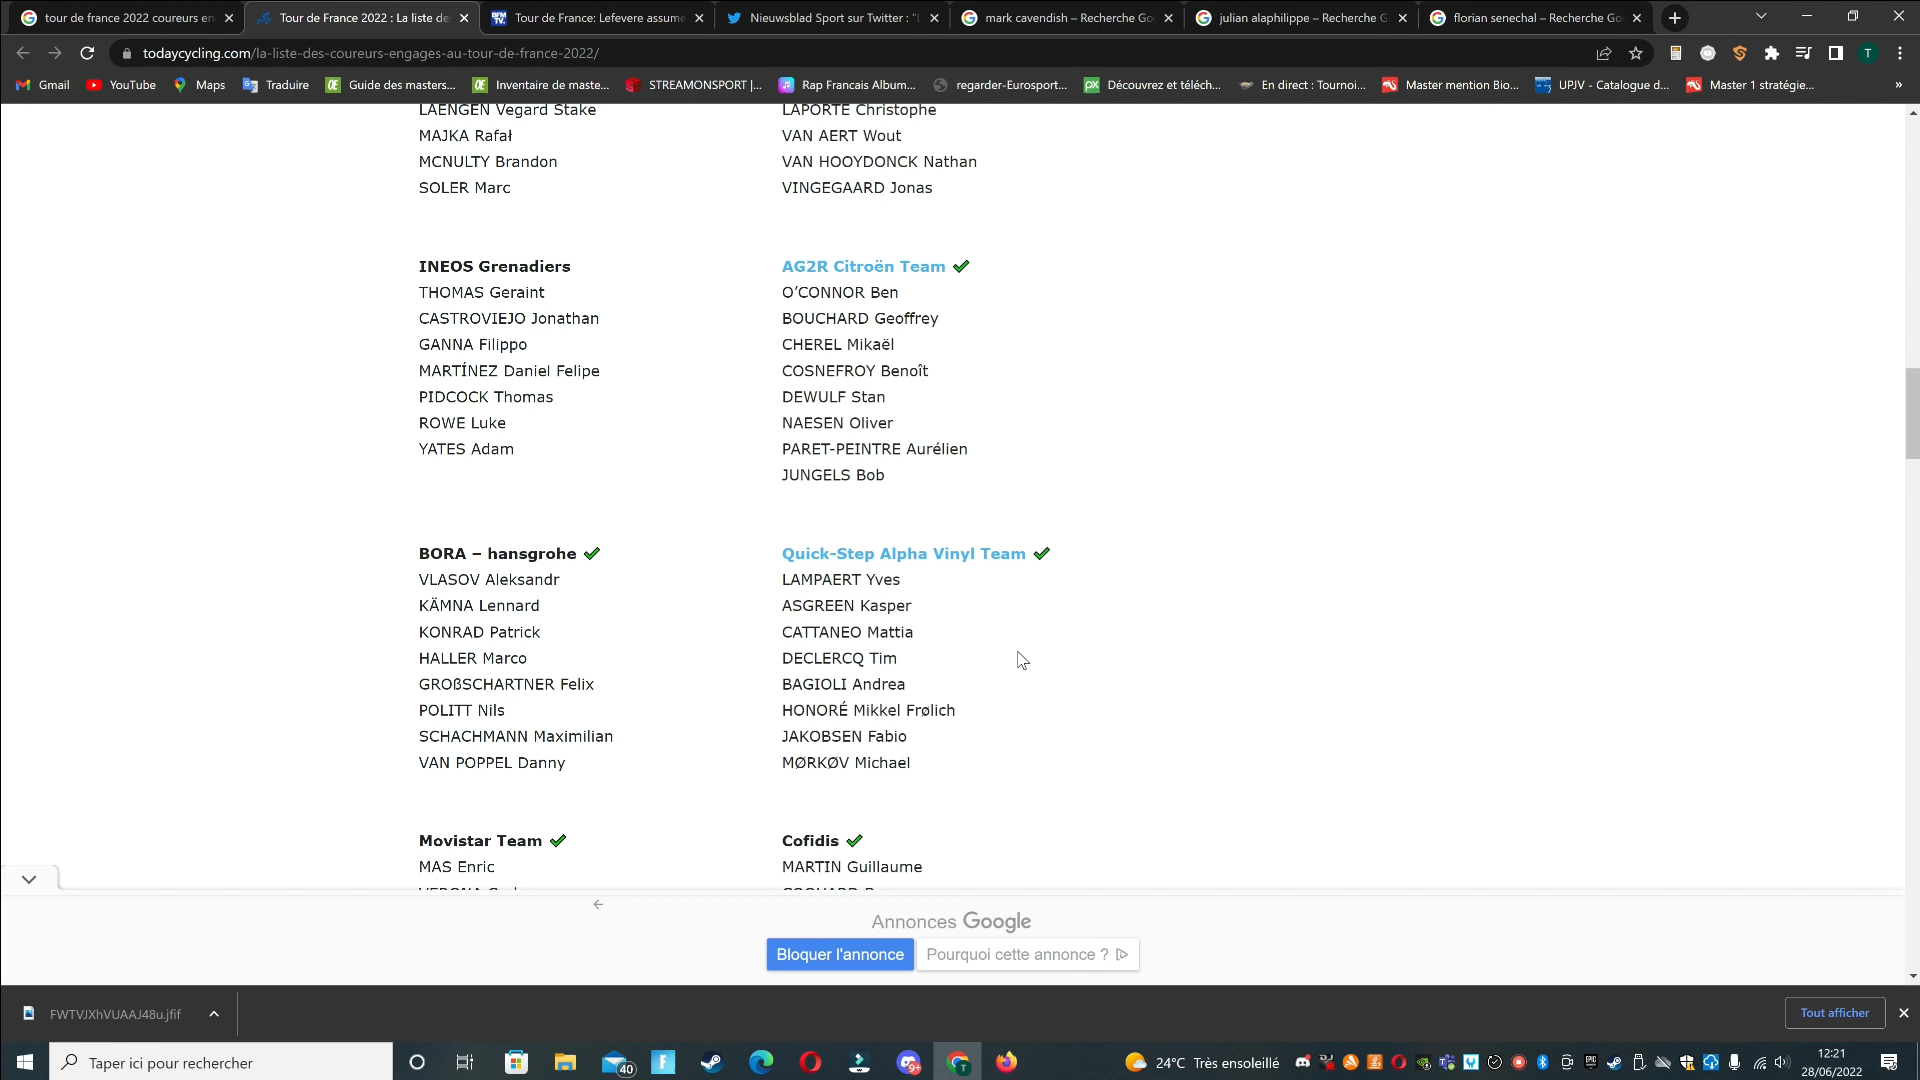 tour de france 2022 coureurs en
Tour de France 2022 : La liste de
Tour de France: Lefevere assume
Nieuwsblad Sport sur Twitter : "L
mark cavendish – Recherche Go
julian alaphilippe – Recherche G
florian senechal – Recherche Go
todaycycling.com/la-liste-des-coureurs-engages-au-tour-de-france-2022/
T
Gmail
YouTube
Maps
Traduire
Guide des masters...
Inventaire de maste...
STREAMONSPORT |...
Rap Francais Album...
regarder-Eurosport...
Découvrez et téléch...
En direct : Tournoi...
Master mention Bio...
UPJV - Catalogue d...
Master 1 stratégie...
»
LAENGEN Vegard Stake
MAJKA Rafał
MCNULTY Brandon
SOLER Marc
LAPORTE Christophe
VAN AERT Wout
VAN HOOYDONCK Nathan
VINGEGAARD Jonas
INEOS Grenadiers
THOMAS Geraint
CASTROVIEJO Jonathan
GANNA Filippo
MARTÍNEZ Daniel Felipe
PIDCOCK Thomas
ROWE Luke
YATES Adam
AG2R Citroën Team
O'CONNOR Ben
BOUCHARD Geoffrey
CHEREL Mikaël
COSNEFROY Benoît
DEWULF Stan
NAESEN Oliver
PARET-PEINTRE Aurélien
JUNGELS Bob
BORA – hansgrohe
VLASOV Aleksandr
KÄMNA Lennard
KONRAD Patrick
HALLER Marco
GROßSCHARTNER Felix
POLITT Nils
SCHACHMANN Maximilian
VAN POPPEL Danny
Quick-Step Alpha Vinyl Team
LAMPAERT Yves
ASGREEN Kasper
CATTANEO Mattia
DECLERCQ Tim
BAGIOLI Andrea
HONORÉ Mikkel Frølich
JAKOBSEN Fabio
MØRKØV Michael
Movistar Team
MAS Enric
Cofidis
MARTIN Guillaume
Annonces Google
Bloquer l'annonce
Pourquoi cette annonce ?
FWTVJXhVUAAJ48u.jfif
Tout afficher
Taper ici pour rechercher
40
9+
24°C Très ensoleillé
12:21
28/06/2022